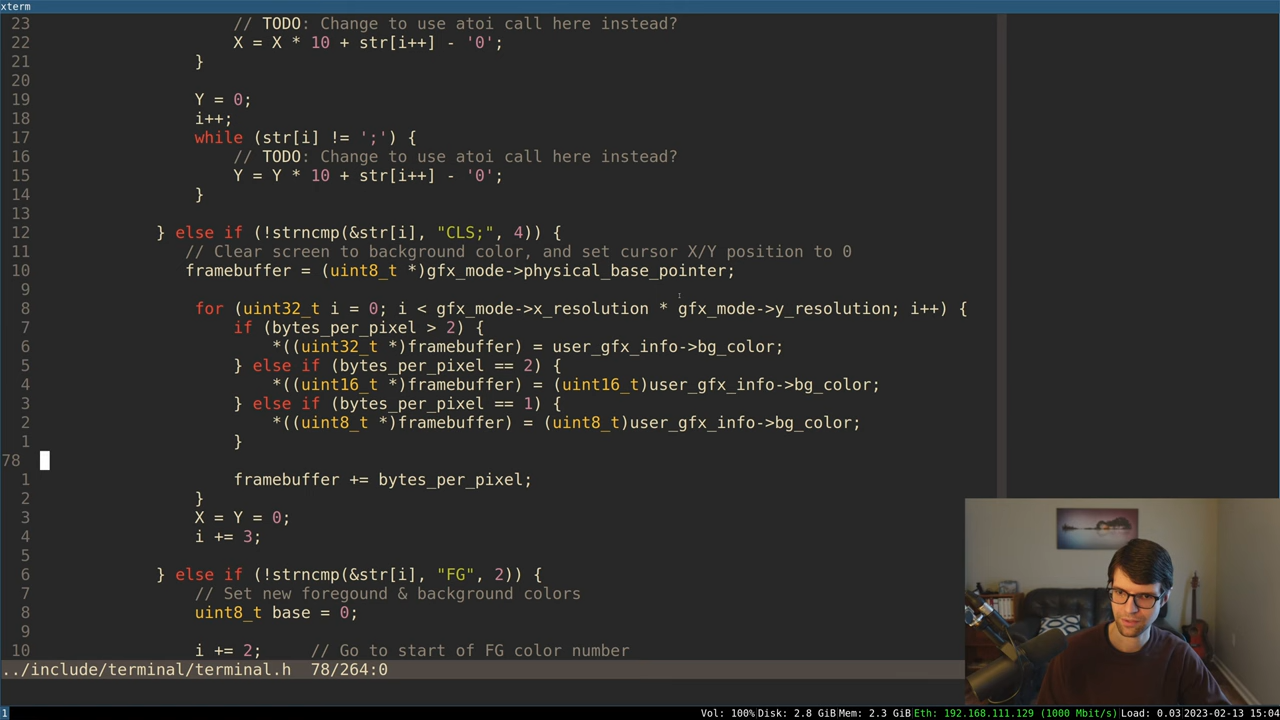 xterm
23                     // TODO: Change to use atoi call here instead?
22                     X = X * 10 + str[i++] - '0';
21                 }
20
19                 Y = 0;
18                 i++;
17                 while (str[i] != ';') {
16                     // TODO: Change to use atoi call here instead?
15                     Y = Y * 10 + str[i++] - '0';
14                 }
13
12             } else if (!strncmp(&str[i], "CLS;", 4)) {
11                // Clear screen to background color, and set cursor X/Y position to 0
10                framebuffer = (uint8_t *)gfx_mode->physical_base_pointer;
9
8                 for (uint32_t i = 0; i < gfx_mode->x_resolution * gfx_mode->y_resolution; i++) {
7                     if (bytes_per_pixel > 2) {
6                         *((uint32_t *)framebuffer) = user_gfx_info->bg_color;
5                     } else if (bytes_per_pixel == 2) {
4                         *((uint16_t *)framebuffer) = (uint16_t)user_gfx_info->bg_color;
3                     } else if (bytes_per_pixel == 1) {
2                         *((uint8_t *)framebuffer) = (uint8_t)user_gfx_info->bg_color;
1                     }
78
1                     framebuffer += bytes_per_pixel;
2                 }
3                 X = Y = 0;
4                 i += 3;
5
6             } else if (!strncmp(&str[i], "FG", 2)) {
7                 // Set new foregound & background colors
8                 uint8_t base = 0;
9
10                i += 2;     // Go to start of FG color number
../include/terminal/terminal.h  78/264:0
1 Vol: 100% Disk: 2.8 GiB Mem: 2.3 GiB Eth: 192.168.111.129 (1000 Mbit/s) Load: 0.03 2023-02-13 15:04